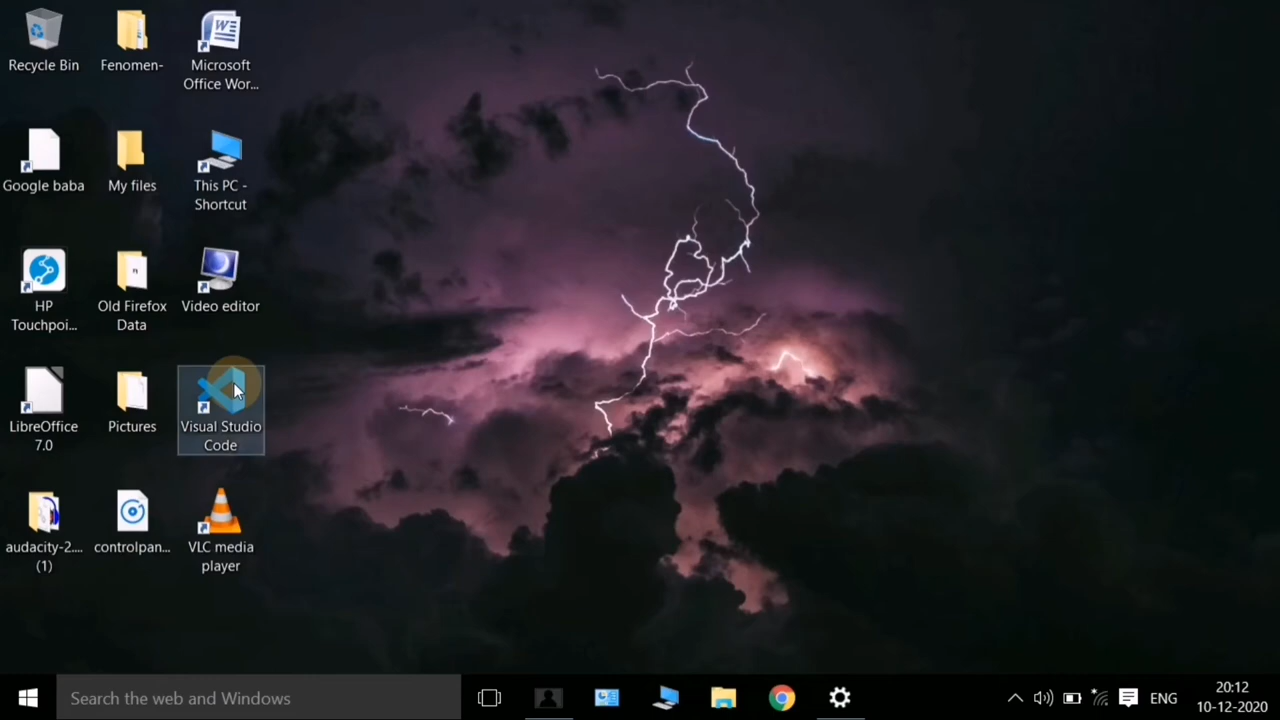 Recycle Bin
Fenomen-
Microsoft
Office Wor...
Google baba
My files
This PC -
Shortcut
HP
Touchpoi...
Old Firefox
Data
Video editor
LibreOffice
7.0
Pictures
Visual Studio
Code
audacity-2....
(1)
controlpan...
VLC media
player
Search the web and Windows
ENG
20:12
10-12-2020